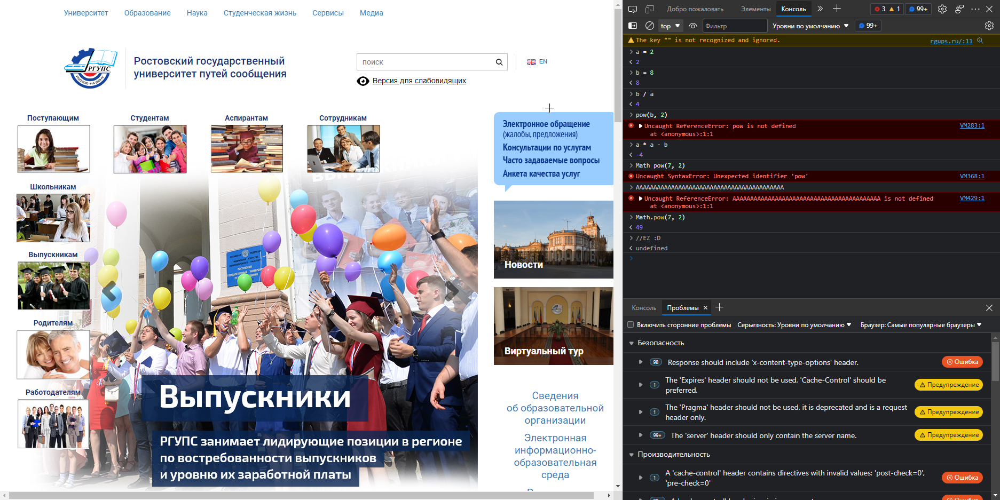 Университет Образование Наука Студенческая жизнь Сервисы Медиа
РГУПС
РОСТОВ-НА-ДОНУ
Ростовский государственный
университет путей сообщения
поиск
EN
Версия для слабовидящих
Поступающим
Студентам
Аспирантам
Сотрудникам
Школьникам
Выпускникам
Родителям
Работодателям
Выпускники
РГУПС занимает лидирующие позиции в регионе
по востребованности выпускников
и уровню их заработной платы
Электронное обращение
(жалобы, предложения)
Консультации по услугам
Часто задаваемые вопросы
Анкета качества услуг
Новости
Виртуальный тур
Сведения
об образовательной
организации
Электронная
информационно-
образовательная
среда
Добро пожаловать Элементы Консоль 3 1 99+
top Фильтр Уровни по умолчанию 99+
The key "" is not recognized and ignored. rgups.ru/:11
a = 2
2
b = 8
8
b / a
4
pow(b, 2)
Uncaught ReferenceError: pow is not defined VM283:1
at <anonymous>:1:1
a * a - b
-4
Math pow(7, 2)
Uncaught SyntaxError: Unexpected identifier 'pow' VM368:1
AAAAAAAAAAAAAAAAAAAAAAAAAAAAAAAAAAAAAAAAAA
Uncaught ReferenceError: AAAAAAAAAAAAAAAAAAAAAAAAAAAAAAAAAAAAAAAAAA is not defined VM429:1
at <anonymous>:1:1
Math.pow(7, 2)
49
//EZ :D
undefined
Консоль Проблемы
Включить сторонние проблемы Серьезность: Уровни по умолчанию Браузер: Самые популярные браузеры
Безопасность
98 Response should include 'x-content-type-options' header. Ошибка
1 The 'Expires' header should not be used, 'Cache-Control' should be
preferred. Предупреждение
1 The 'Pragma' header should not be used, it is deprecated and is a request
header only. Предупреждение
99+ The 'server' header should only contain the server name. Предупреждение
Производительность
1 A 'cache-control' header contains directives with invalid values: 'post-check=0',
'pre-check=0' Ошибка